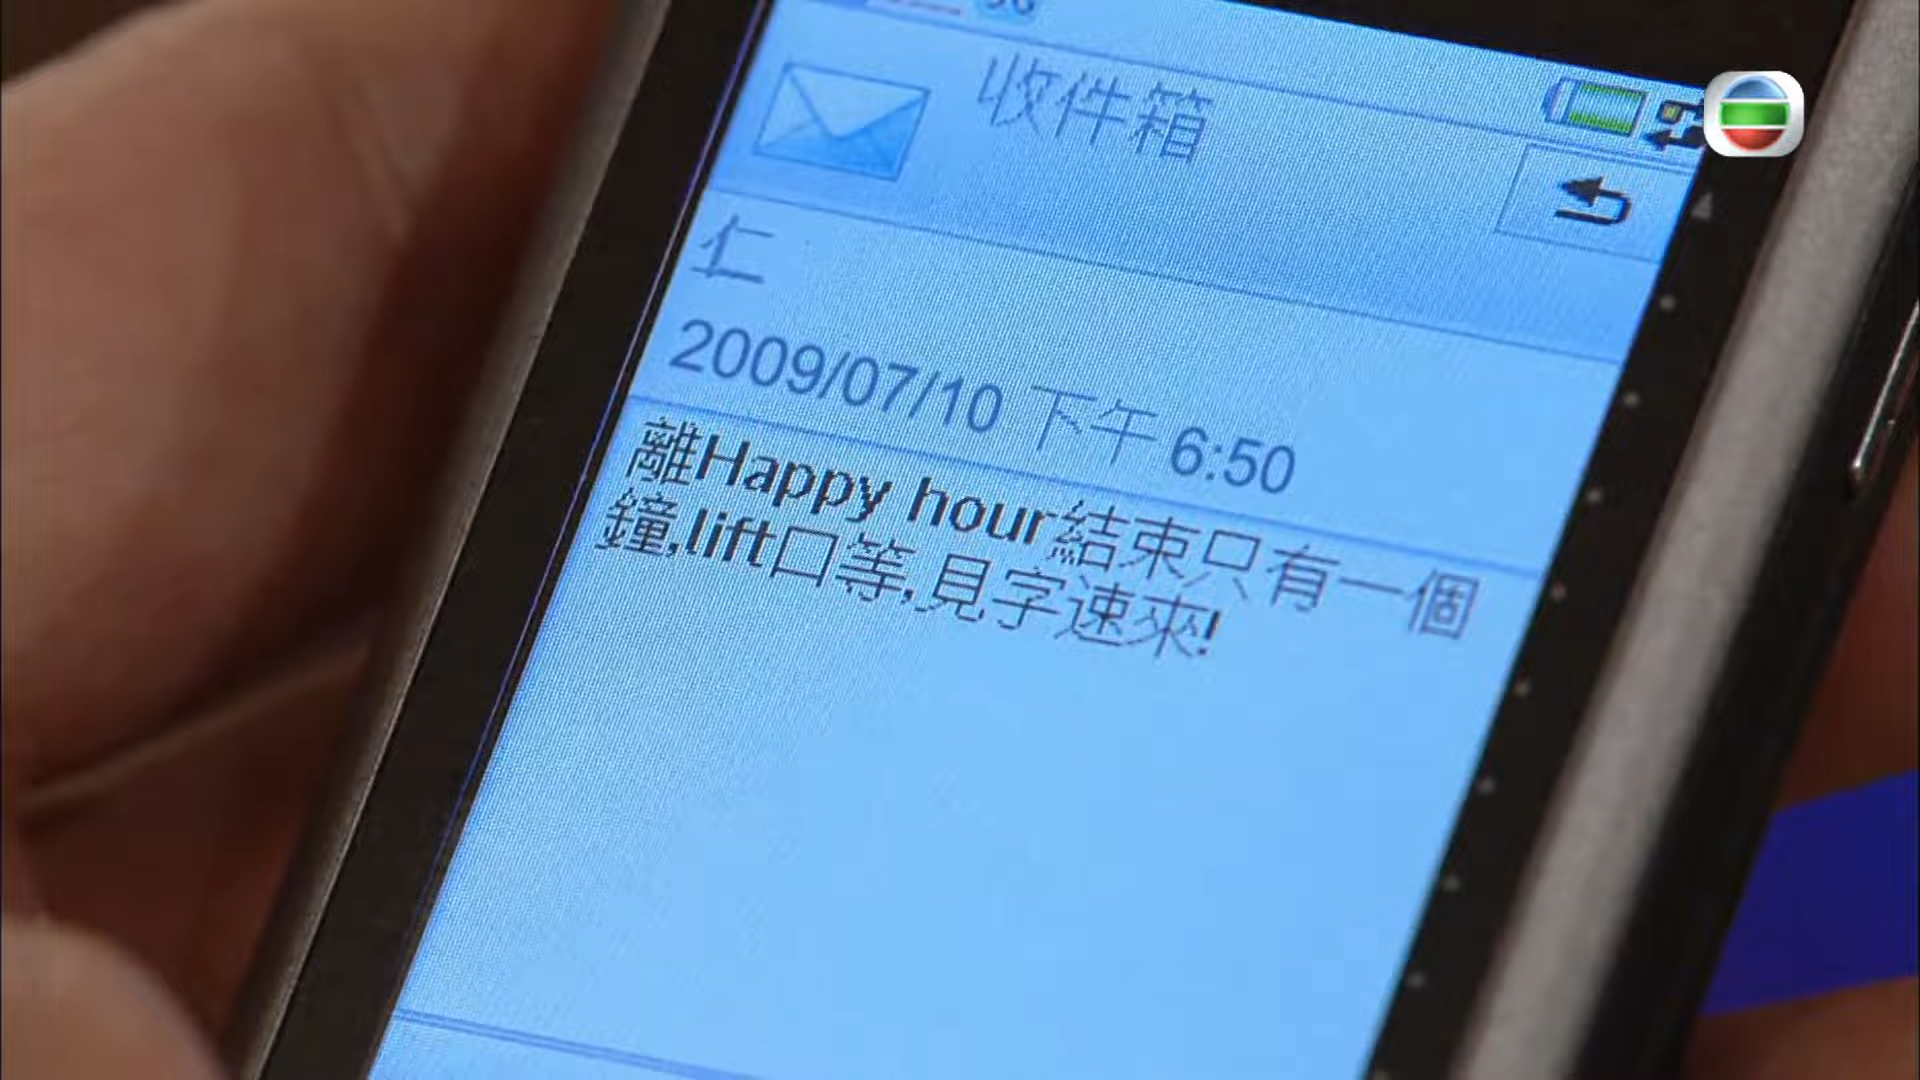 收件箱
仁
2009/07/10 下午 6:50
離Happy hour結束只有一個
鐘,lift口等,見字速來!